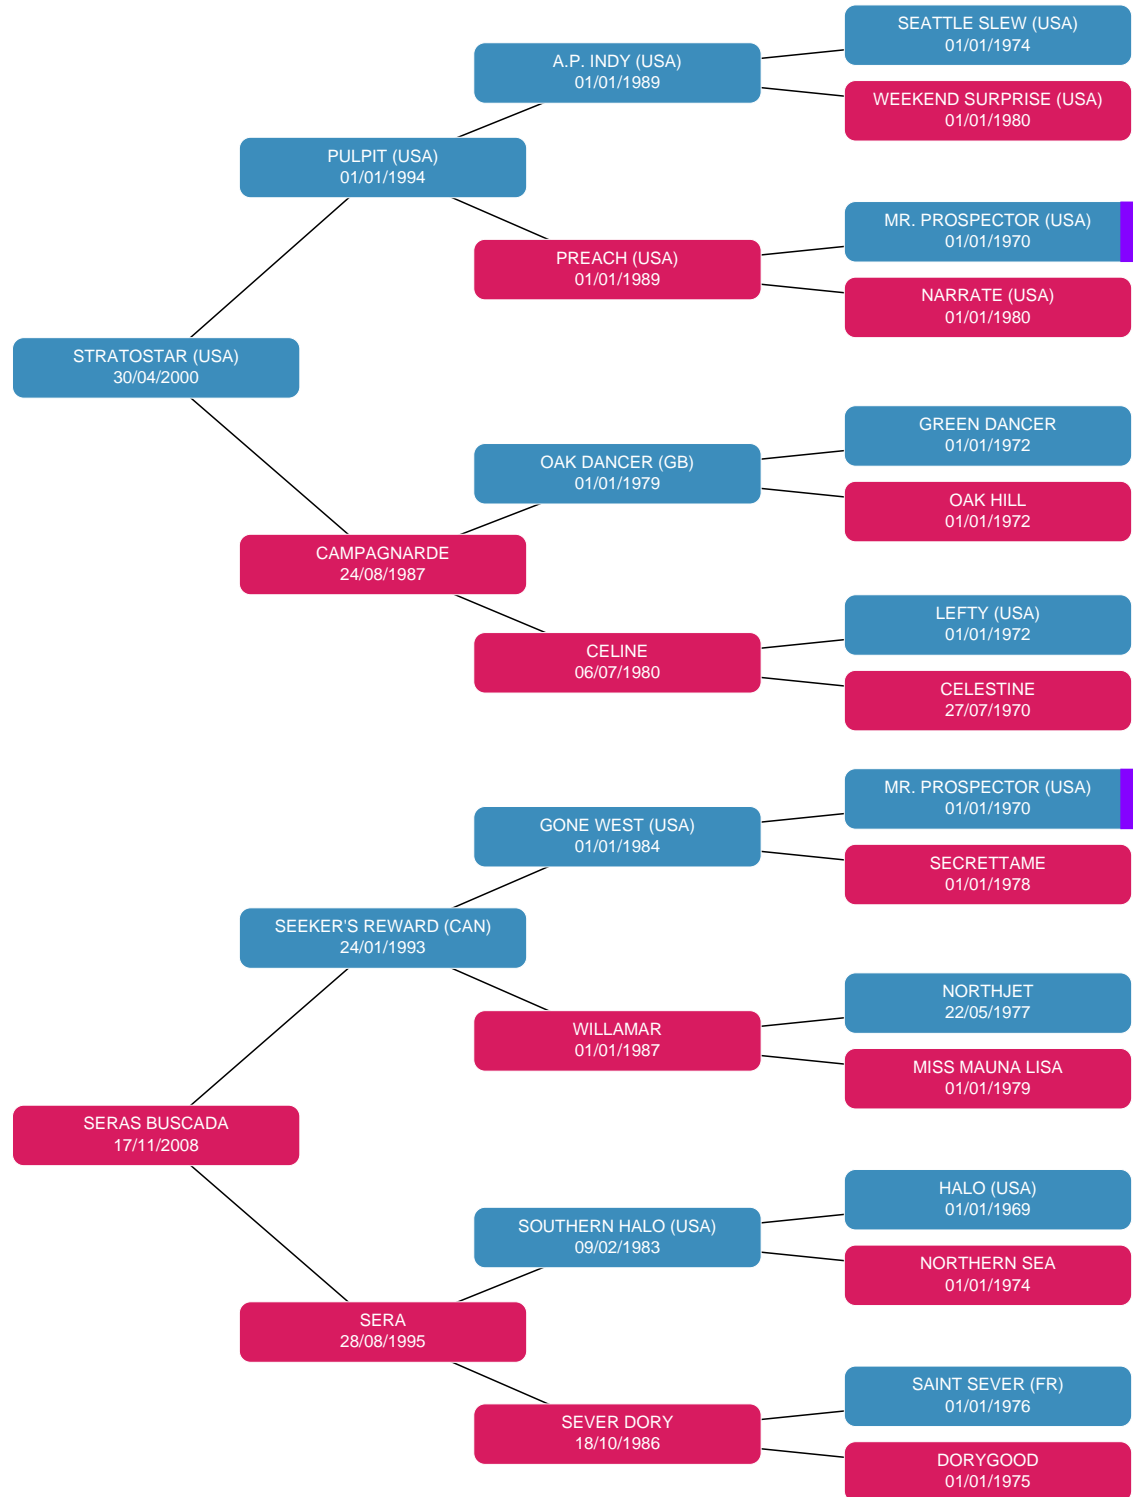 SEATTLE SLEW (USA)
01/01/1974
A.P. INDY (USA)
01/01/1989
WEEKEND SURPRISE (USA)
01/01/1980
PULPIT (USA)
01/01/1994
MR. PROSPECTOR (USA)
01/01/1970
PREACH (USA)
01/01/1989
NARRATE (USA)
01/01/1980
STRATOSTAR (USA)
30/04/2000
GREEN DANCER
01/01/1972
OAK DANCER (GB)
01/01/1979
OAK HILL
01/01/1972
CAMPAGNARDE
24/08/1987
LEFTY (USA)
01/01/1972
CELINE
06/07/1980
CELESTINE
27/07/1970
MR. PROSPECTOR (USA)
01/01/1970
GONE WEST (USA)
01/01/1984
SECRETTAME
01/01/1978
SEEKER'S REWARD (CAN)
24/01/1993
NORTHJET
22/05/1977
WILLAMAR
01/01/1987
MISS MAUNA LISA
01/01/1979
SERAS BUSCADA
17/11/2008
HALO (USA)
01/01/1969
SOUTHERN HALO (USA)
09/02/1983
NORTHERN SEA
01/01/1974
SERA
28/08/1995
SAINT SEVER (FR)
01/01/1976
SEVER DORY
18/10/1986
DORYGOOD
01/01/1975